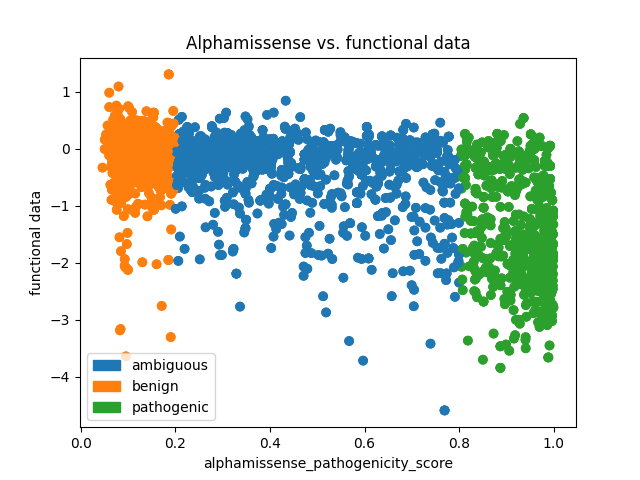 Alphamissense vs. functional data
functional data
1
0
−1
−2
−3
−4
ambiguous
benign
pathogenic
0.0 0.2 0.4 0.6 0.8 1.0
alphamissense_pathogenicity_score